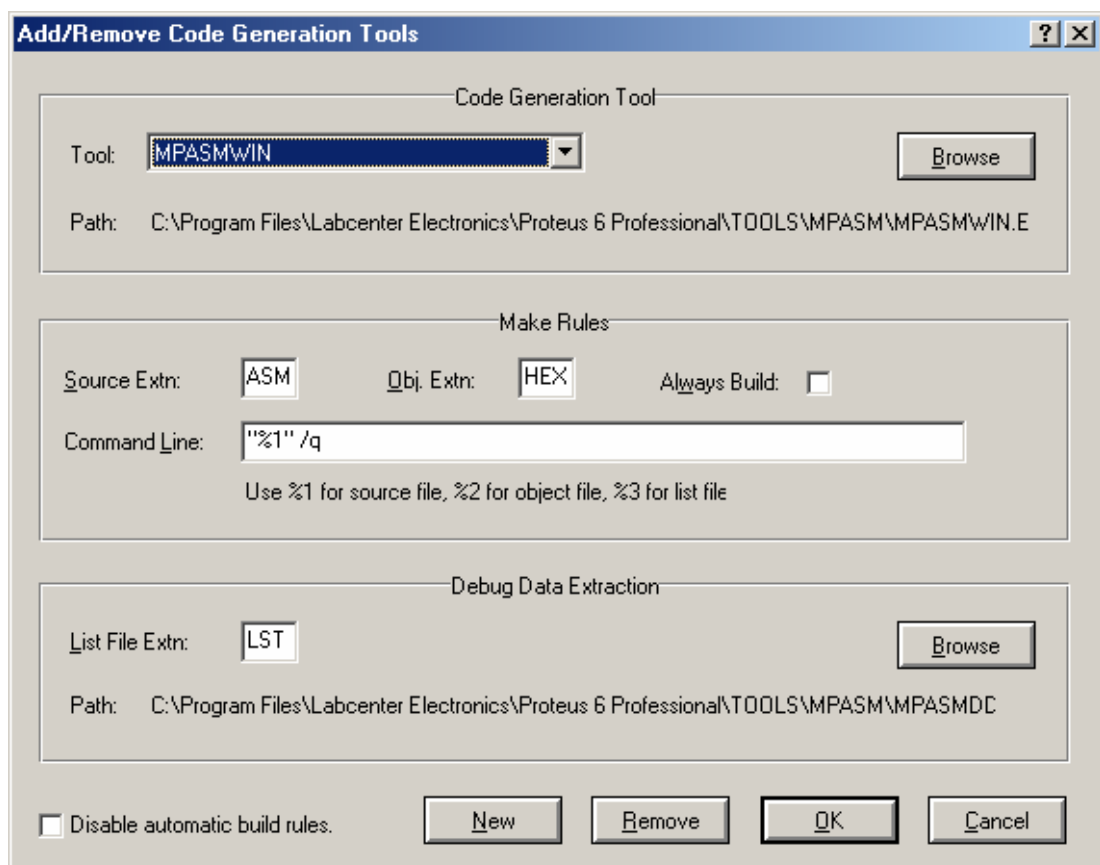 Add/Remove Code Generation Tools
Code Generation Tool
Tool: MPASMWIN Browse
Path: C:\Program Files\Labcenter Electronics\Proteus 6 Professional\TOOLS\MPASM\MPASMWIN.E
Make Rules
Source Extn: ASM Obj. Extn: HEX Always Build:
Command Line: "%1" /q
Use %1 for source file, %2 for object file, %3 for list file
Debug Data Extraction
List File Extn: LST Browse
Path: C:\Program Files\Labcenter Electronics\Proteus 6 Professional\TOOLS\MPASM\MPASMDD
Disable automatic build rules. New Remove OK Cancel